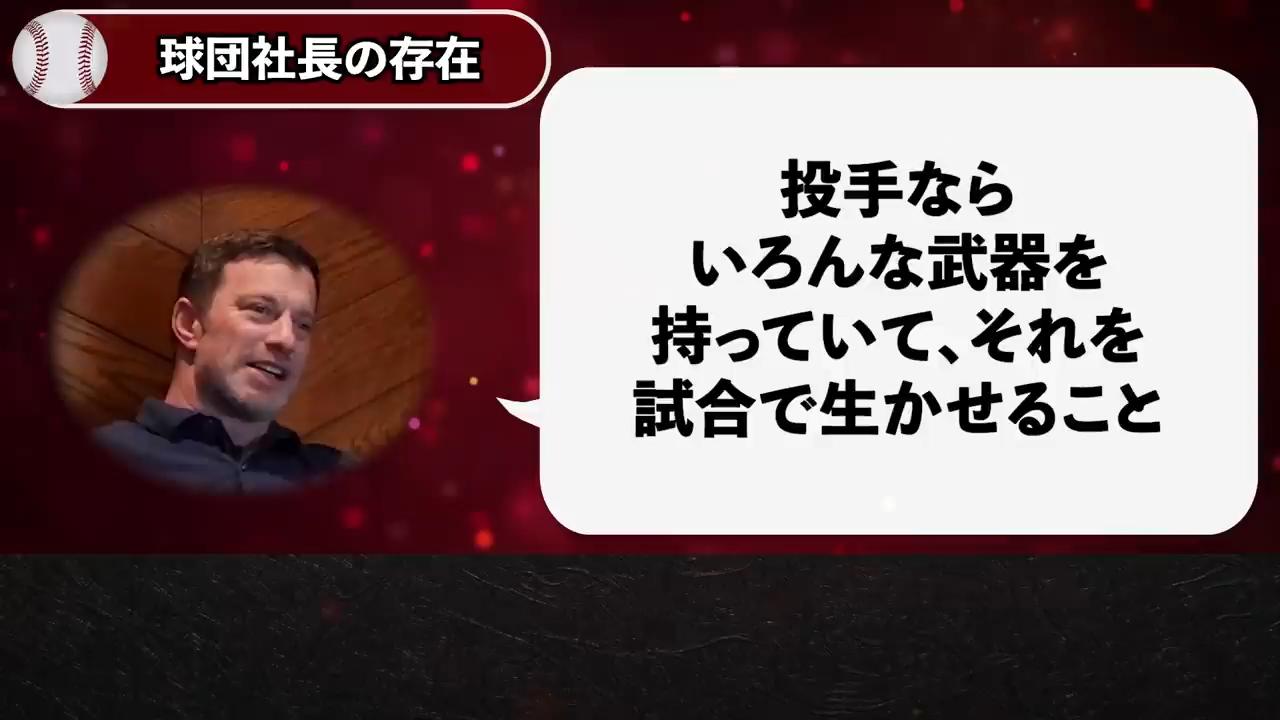 球団社長の存在
投手なら
いろんな武器を
持っていて、それを
試合で生かせること